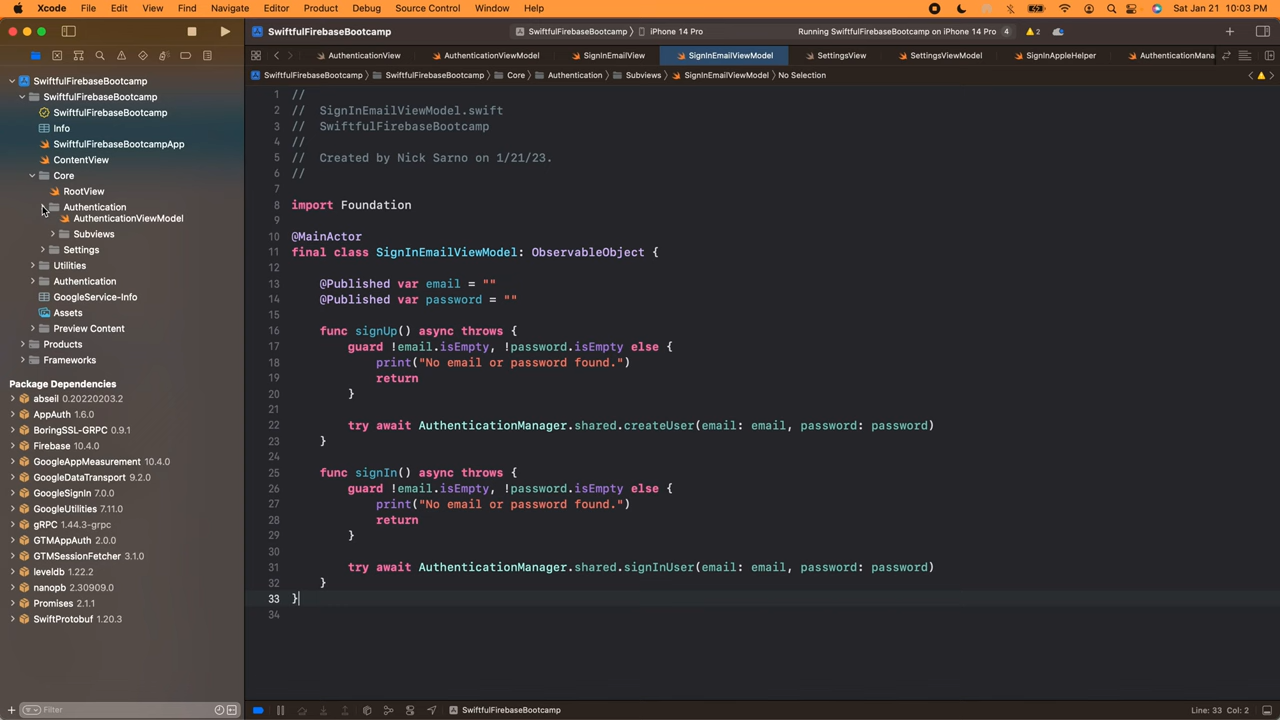 Xcode File Edit View Find Navigate Editor Product Debug Source Control Window Help Sat Jan 21 10:03 PM
SwiftfulFirebaseBootcamp SwiftfulFirebaseBootcamp iPhone 14 Pro Running SwiftfulFirebaseBootcamp on iPhone 14 Pro 4 2
AuthenticationView AuthenticationViewModel SignInEmailView SignInEmailViewModel SettingsView SettingsViewModel SignInAppleHelper AuthenticationMana
SwiftfulFirebaseBootcamp SwiftfulFirebaseBootcamp Core Authentication Subviews SignInEmailViewModel No Selection
SwiftfulFirebaseBootcamp
SwiftfulFirebaseBootcamp
SwiftfulFirebaseBootcamp
Info
SwiftfulFirebaseBootcampApp
ContentView
Core
RootView
Authentication
AuthenticationViewModel
Subviews
Settings
Utilities
Authentication
GoogleService-Info
Assets
Preview Content
Products
Frameworks
Package Dependencies
abseil 0.20220203.2
AppAuth 1.6.0
BoringSSL-GRPC 0.9.1
Firebase 10.4.0
GoogleAppMeasurement 10.4.0
GoogleDataTransport 9.2.0
GoogleSignIn 7.0.0
GoogleUtilities 7.11.0
gRPC 1.44.3-grpc
GTMAppAuth 2.0.0
GTMSessionFetcher 3.1.0
leveldb 1.22.2
nanopb 2.30909.0
Promises 2.1.1
SwiftProtobuf 1.20.3
Filter
1 //
2 // SignInEmailViewModel.swift
3 // SwiftfulFirebaseBootcamp
4 //
5 // Created by Nick Sarno on 1/21/23.
6 //
7
8 import Foundation
9
10 @MainActor
11 final class SignInEmailViewModel: ObservableObject {
12
13 @Published var email = ""
14 @Published var password = ""
15
16 func signUp() async throws {
17 guard !email.isEmpty, !password.isEmpty else {
18 print("No email or password found.")
19 return
20 }
21
22 try await AuthenticationManager.shared.createUser(email: email, password: password)
23 }
24
25 func signIn() async throws {
26 guard !email.isEmpty, !password.isEmpty else {
27 print("No email or password found.")
28 return
29 }
30
31 try await AuthenticationManager.shared.signInUser(email: email, password: password)
32 }
33 }
34
SwiftfulFirebaseBootcamp Line: 33 Col: 2